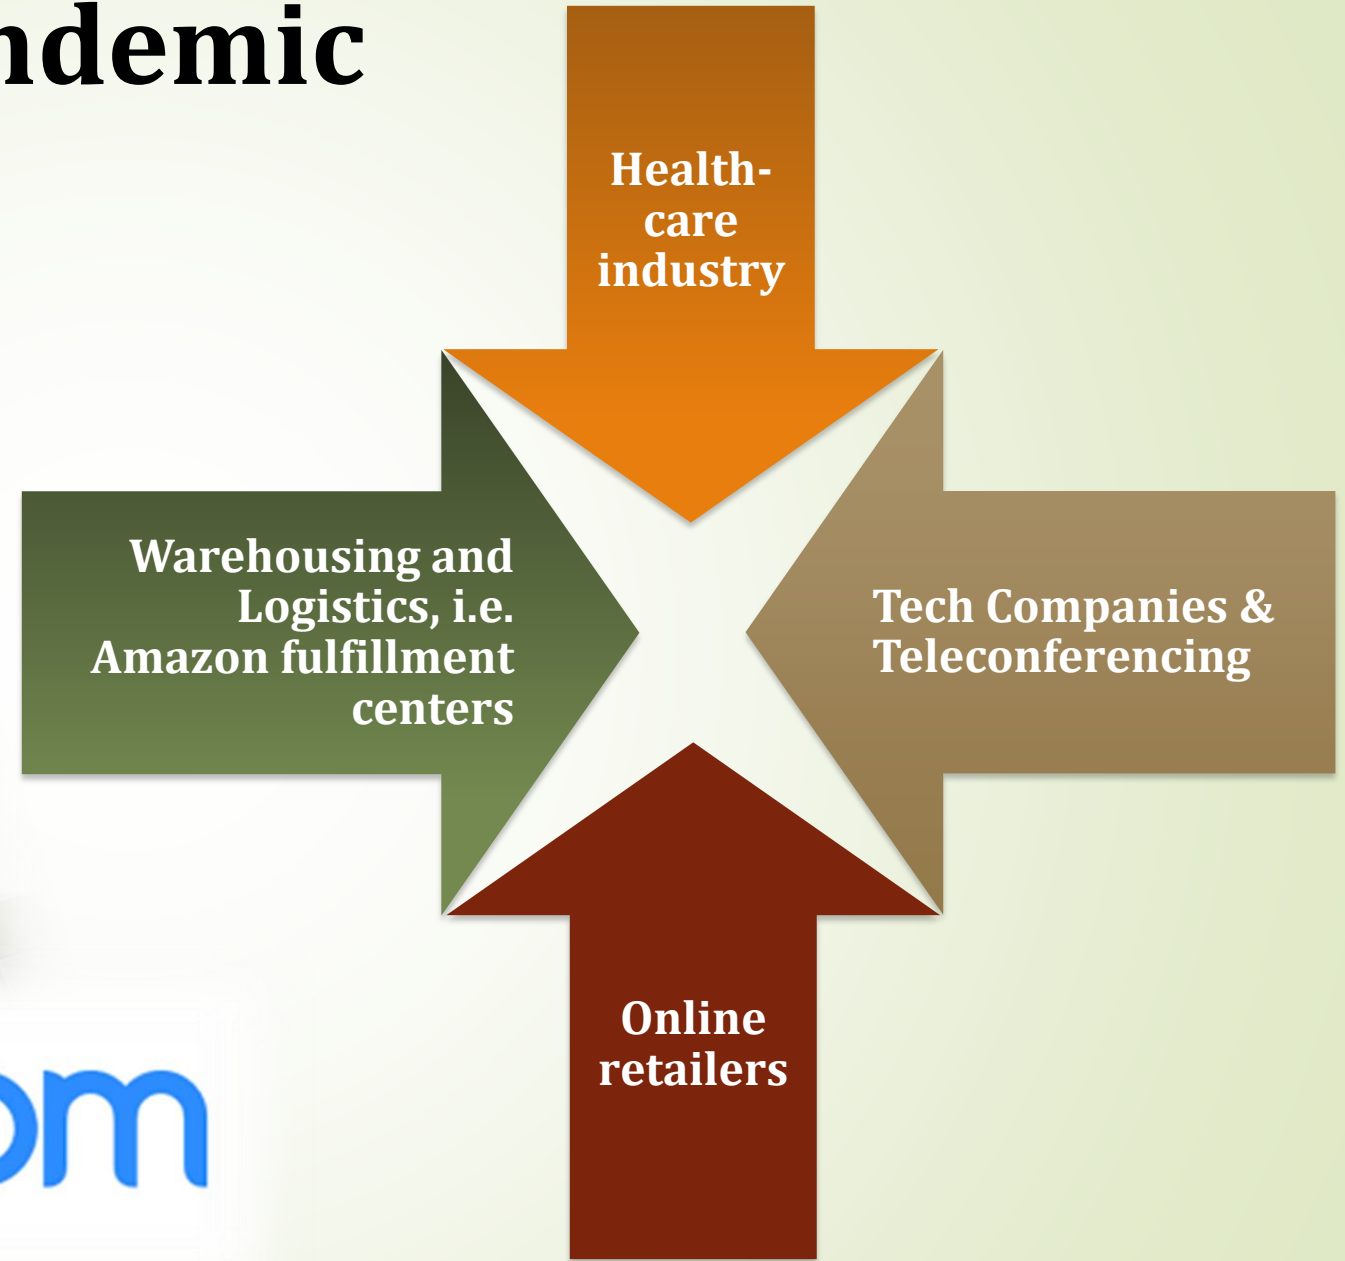 ndemic
Health-
care
industry
Warehousing and
Logistics, i.e.
Amazon fulfillment
centers
Tech Companies &
Teleconferencing
Online
retailers
om